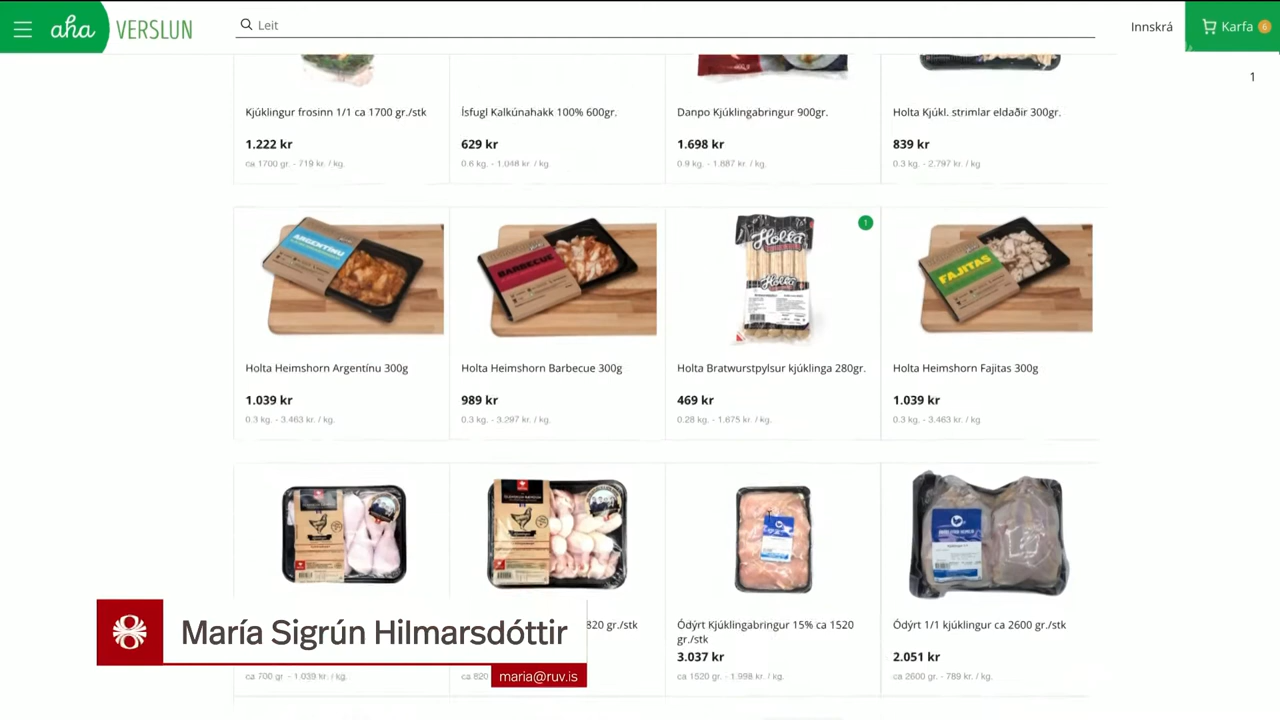 aha VERSLUN
Leit
Innskrá
Karfa 6
1
Kjúklingur frosinn 1/1 ca 1700 gr./stk
1.222 kr
ca 1700 gr. - 719 kr. / kg.
Ísfugl Kalkúnahakk 100% 600gr.
629 kr
0.6 kg. - 1.048 kr. / kg.
Danpo Kjúklingabringur 900gr.
1.698 kr
0.9 kg. - 1.887 kr. / kg.
Holta Kjúkl. strimlar eldaðir 300gr.
839 kr
0.3 kg. - 2.797 kr. / kg
ARGENTÍNU
Holta Heimshorn Argentínu 300g
1.039 kr
0.3 kg. - 3.463 kr. / kg.
BARBECUE
Holta Heimshorn Barbecue 300g
989 kr
0.3 kg. - 3.297 kr. / kg.
1
Holta
Holta
Holta Bratwurstpylsur kjúklinga 280gr.
469 kr
0.28 kg. - 1.675 kr. / kg.
FAJITAS
Holta Heimshorn Fajitas 300g
1.039 kr
0.3 kg. - 3.463 kr. / kg
ca 700 gr - 1.039 kr. / kg.
820 gr./stk
ca 820
Ódýrt Kjúklingabringur 15% ca 1520
gr./stk
3.037 kr
ca 1520 gr. - 1.998 kr. / kg.
Ódýrt 1/1 kjúklingur ca 2600 gr./stk
2.051 kr
ca 2600 gr. - 789 kr. / kg.
María Sigrún Hilmarsdóttir
maria@ruv.is